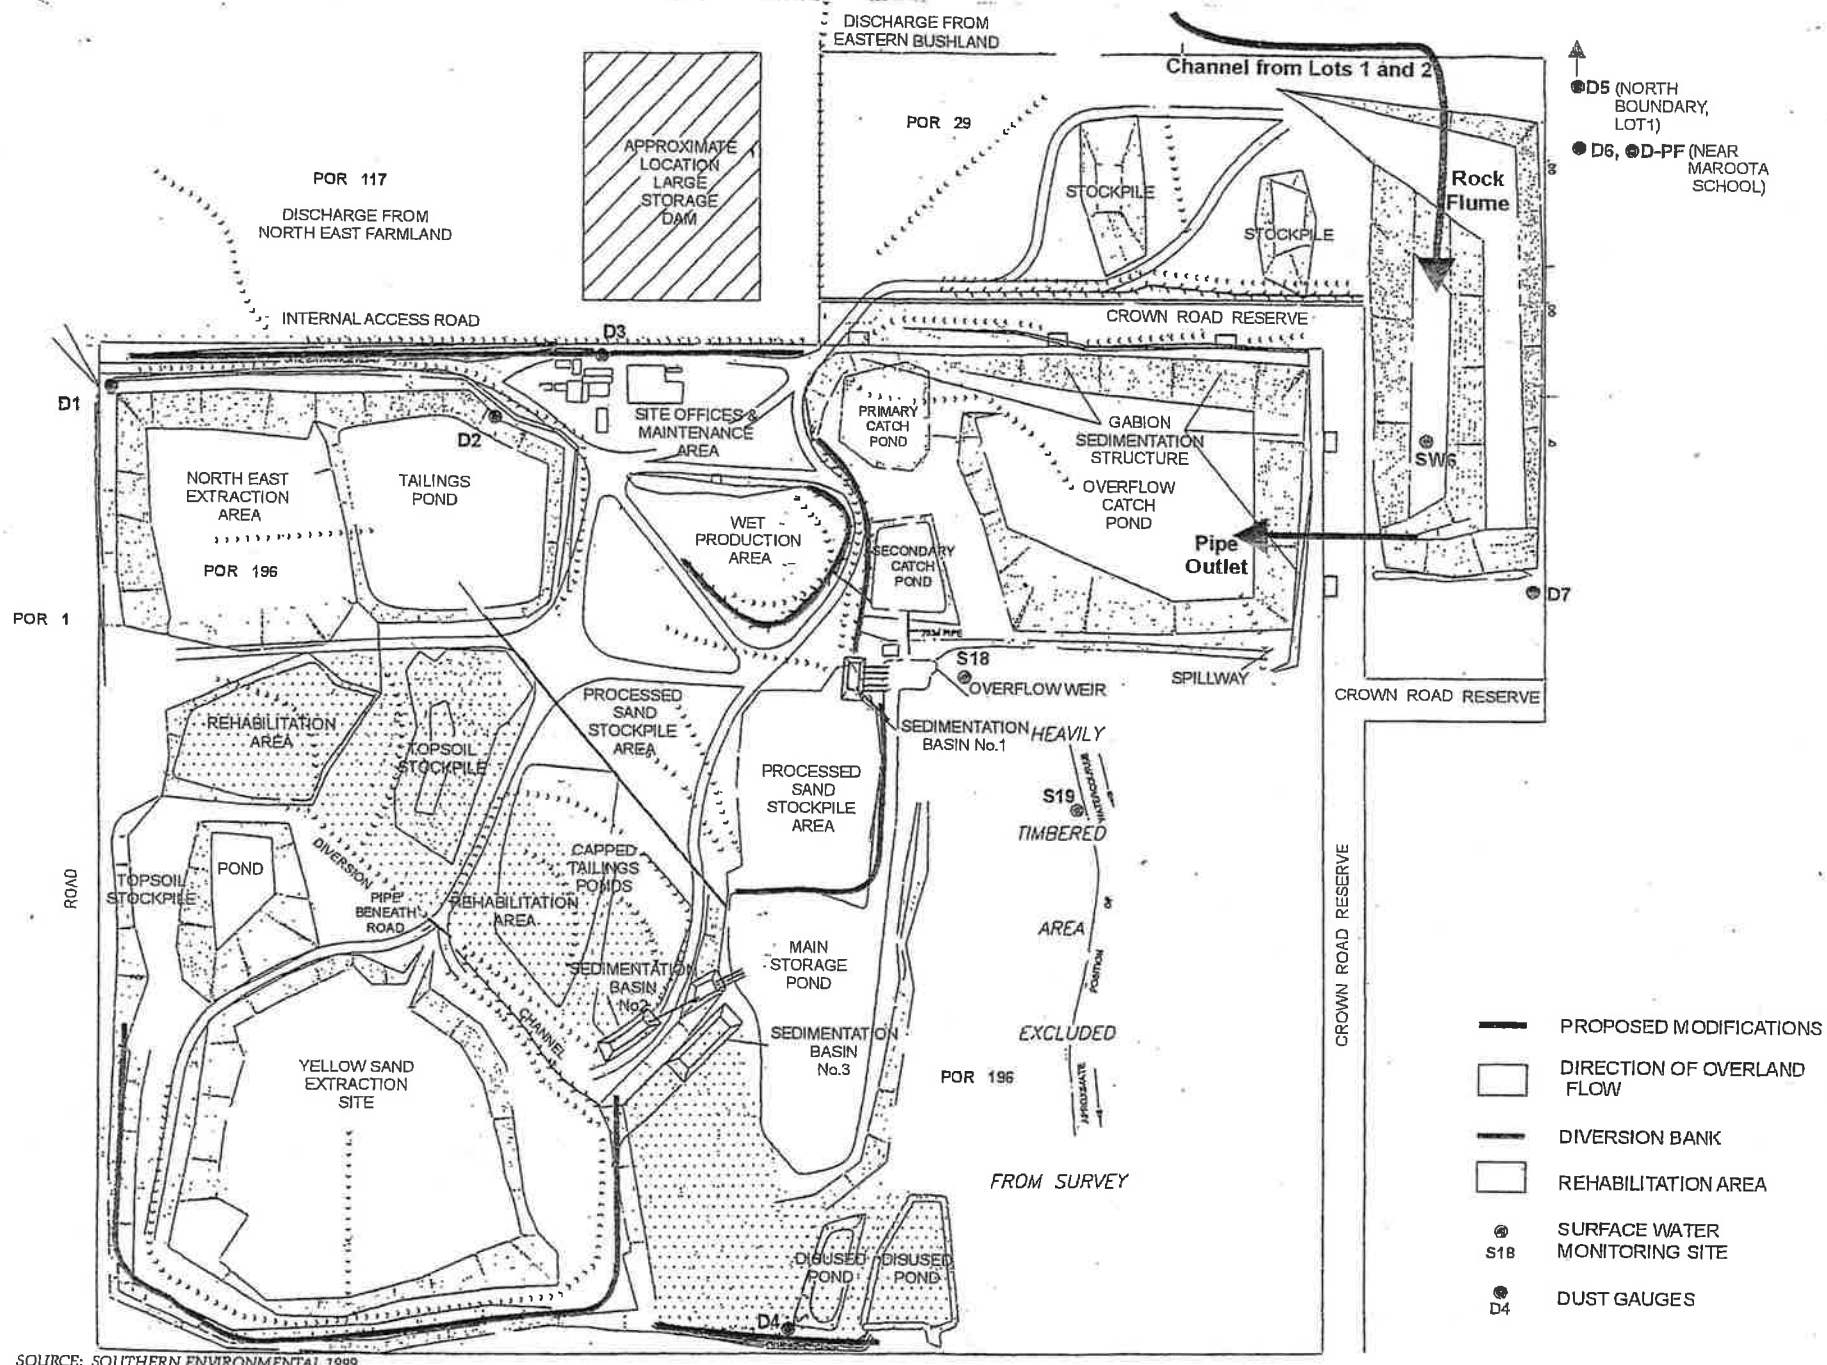 DISCHARGE FROM
EASTERN BUSHLAND
Channel from Lots 1 and 2
D5 (NORTH
BOUNDARY,
LOT1)
D6, D-PF (NEAR
MAROOTA
SCHOOL)
POR 29
APPROXIMATE
LOCATION
LARGE
STORAGE
DAM
POR 117
DISCHARGE FROM
NORTH EAST FARMLAND
STOCKPILE
STOCKPILE
Rock
Flume
INTERNAL ACCESS ROAD
D3
CROWN ROAD RESERVE
D1
D2
SITE OFFICES &
MAINTENANCE
AREA
PRIMARY
CATCH
POND
GABION
SEDIMENTATION
STRUCTURE
SW6
NORTH EAST
EXTRACTION
AREA
TAILINGS
POND
OVERFLOW
CATCH
POND
WET
PRODUCTION
AREA
SECONDARY
CATCH
POND
Pipe
Outlet
POR 196
D7
POR 1
S18
OVERFLOW WEIR
SPILLWAY
CROWN ROAD RESERVE
REHABILITATION
AREA
TOPSOIL
STOCKPILE
PROCESSED
SAND
STOCKPILE
AREA
SEDIMENTATION
BASIN No.1
HEAVILY
PROCESSED
SAND
STOCKPILE
AREA
S19
WATERCOURSE
TIMBERED
DIVERSION
POND
TOPSOIL
STOCKPILE
CAPPED
TAILINGS
PONDS
PIPE
BENEATH
ROAD
REHABILITATION
AREA
ROAD
CROWN ROAD RESERVE
OF
AREA
POSITION
MAIN
STORAGE
POND
SEDIMENTATION
BASIN
No2
CHANNEL
SEDIMENTATION
BASIN
No.3
EXCLUDED
YELLOW SAND
EXTRACTION
SITE
POR 196
APROXIMATE
FROM SURVEY
DISUSED
POND
DISUSED
POND
D4
PROPOSED MODIFICATIONS
DIRECTION OF OVERLAND
FLOW
DIVERSION BANK
REHABILITATION AREA
SURFACE WATER
S18 MONITORING SITE
D4 DUST GAUGES
SOURCE: SOUTHERN ENVIRONMENTAL 1999